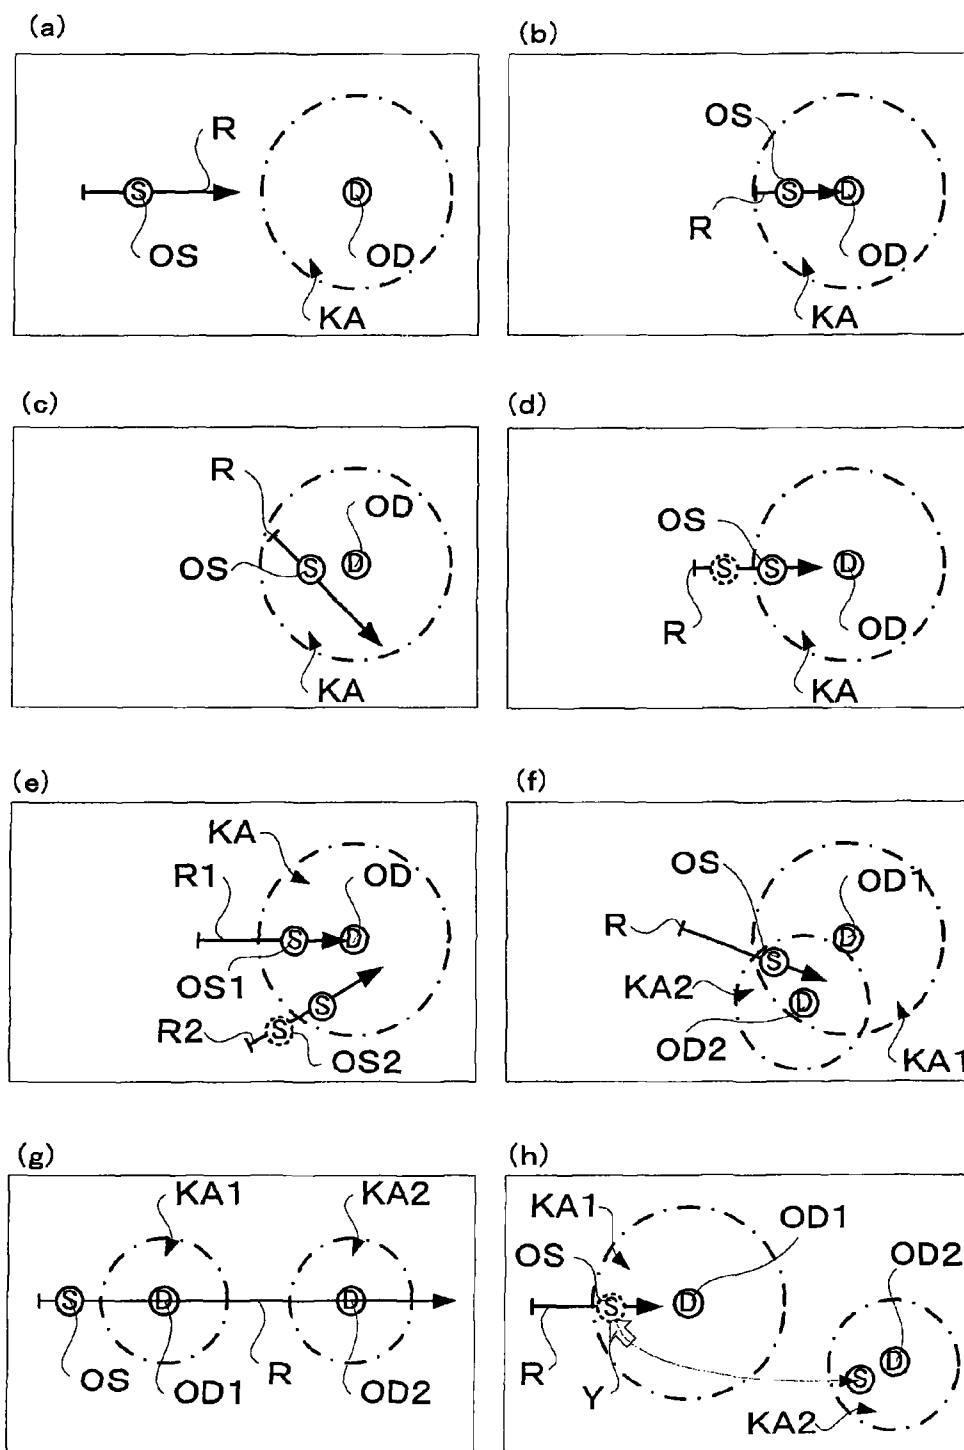 (a)
R
S
D
OS
OD
KA
(b)
OS
S
D
R
OD
KA
(c)
R
OD
OS
S
D
KA
(d)
OS
S
S
D
R
OD
KA
(e)
KA
R1
OD
S
D
OS1
S
R2
S
OS2
(f)
OS
OD1
R
D
S
KA2
D
OD2
KA1
(g)
KA1
KA2
S
D
D
OS
OD1
R
OD2
(h)
KA1
OD1
OS
OD2
S
D
D
R
Y
S
KA2